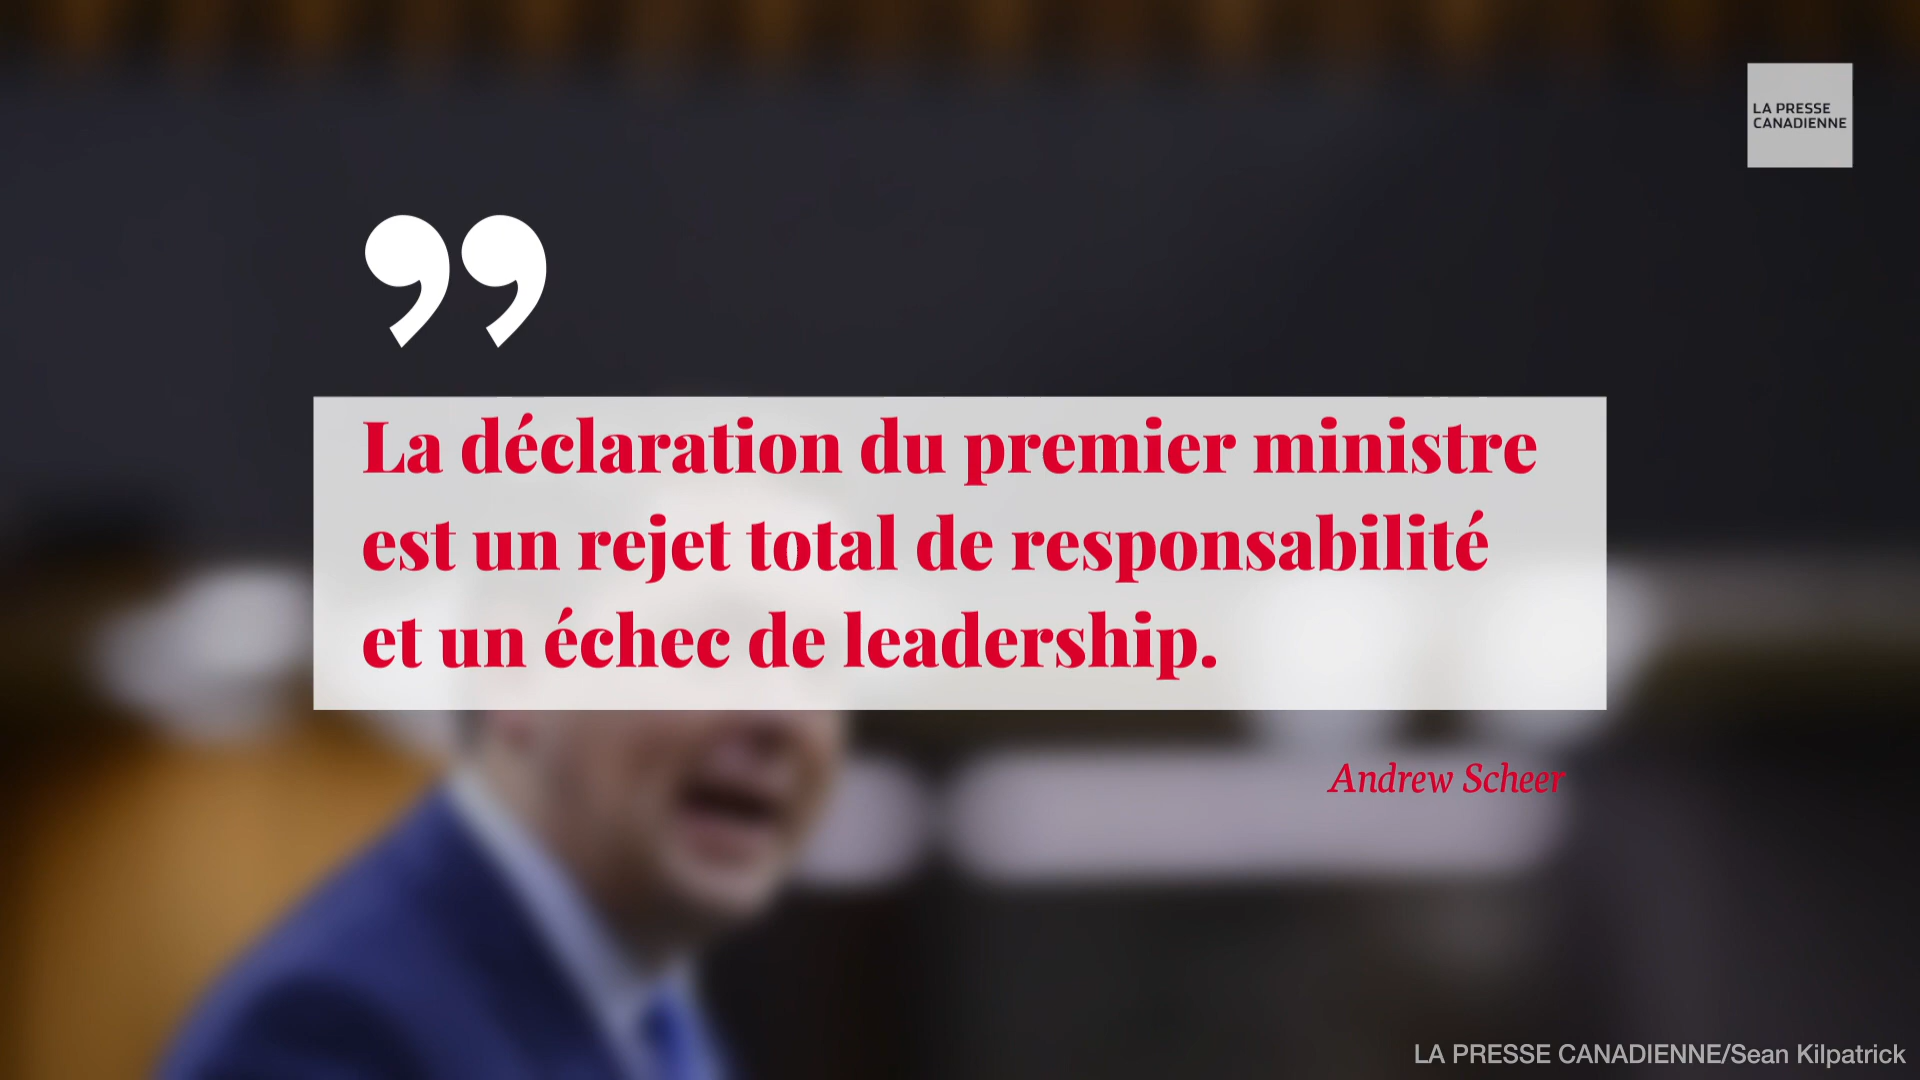 LA PRESSE
CANADIENNE
”
La déclaration du premier ministre
est un rejet total de responsabilité
et un échec de leadership.
Andrew Scheer
LA PRESSE CANADIENNE/Sean Kilpatrick